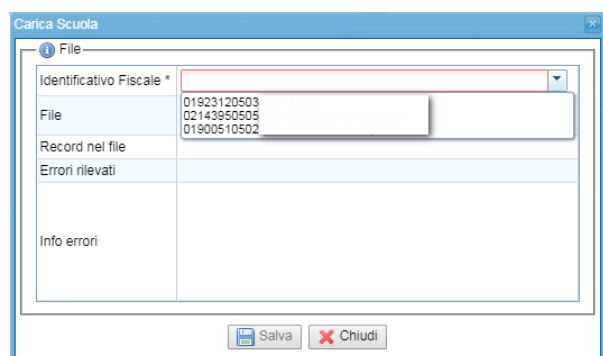 Carica Scuola
File
Identificativo Fiscale *
01923120503
02143950505
01900510502
File
Record nel file
Errori rilevati
Info errori
Salva Chiudi